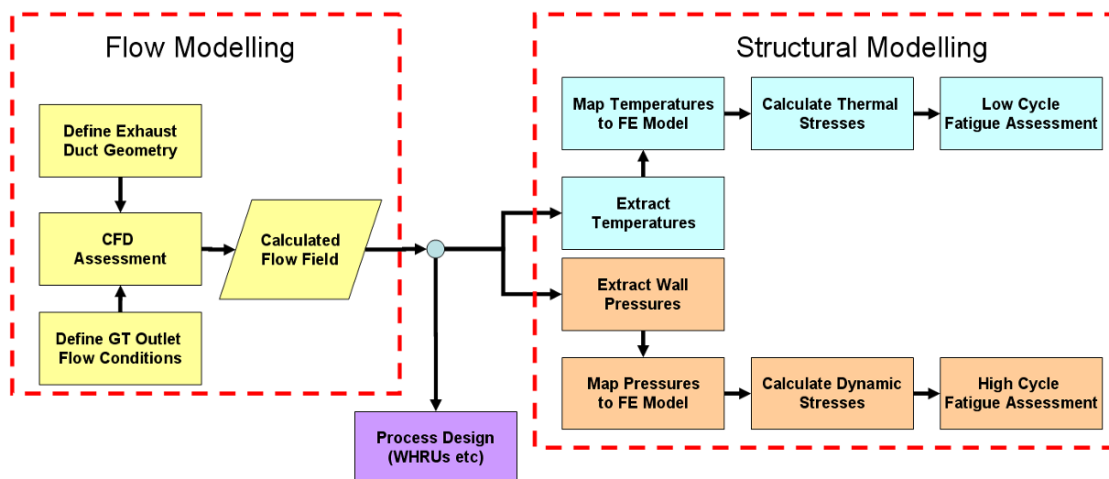 Flow Modelling
Define Exhaust
Duct Geometry
CFD
Assessment
Define GT Outlet
Flow Conditions
Calculated
Flow Field
Process Design
(WHRUs etc)
Structural Modelling
Map Temperatures
to FE Model
Calculate Thermal
Stresses
Low Cycle
Fatigue Assessment
Extract
Temperatures
Extract Wall
Pressures
Map Pressures
to FE Model
Calculate Dynamic
Stresses
High Cycle
Fatigue Assessment